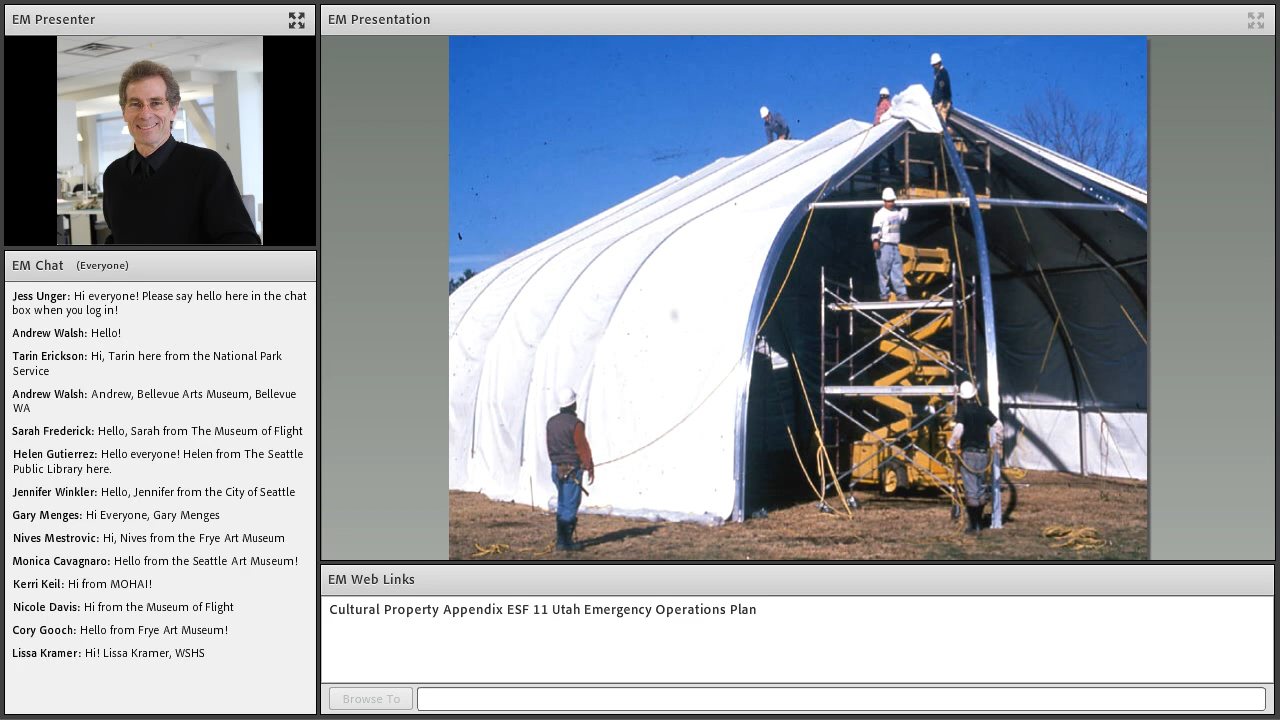 EM Presenter
EM Chat (Everyone)
Jess Unger: Hi everyone! Please say hello here in the chat
box when you log in!
Andrew Walsh: Hello!
Tarin Erickson: Hi, Tarin here from the National Park
Service
Andrew Walsh: Andrew, Bellevue Arts Museum, Bellevue
WA
Sarah Frederick: Hello, Sarah from The Museum of Flight
Helen Gutierrez: Hello everyone! Helen from The Seattle
Public Library here.
Jennifer Winkler: Hello, Jennifer from the City of Seattle
Gary Menges: Hi Everyone, Gary Menges
Nives Mestrovic: Hi, Nives from the Frye Art Museum
Monica Cavagnaro: Hello from the Seattle Art Museum!
Kerri Keil: Hi from MOHAI!
Nicole Davis: Hi from the Museum of Flight
Cory Gooch: Hello from Frye Art Museum!
Lissa Kramer: Hi! Lissa Kramer, WSHS
EM Presentation
EM Web Links
Cultural Property Appendix ESF 11 Utah Emergency Operations Plan
Browse To